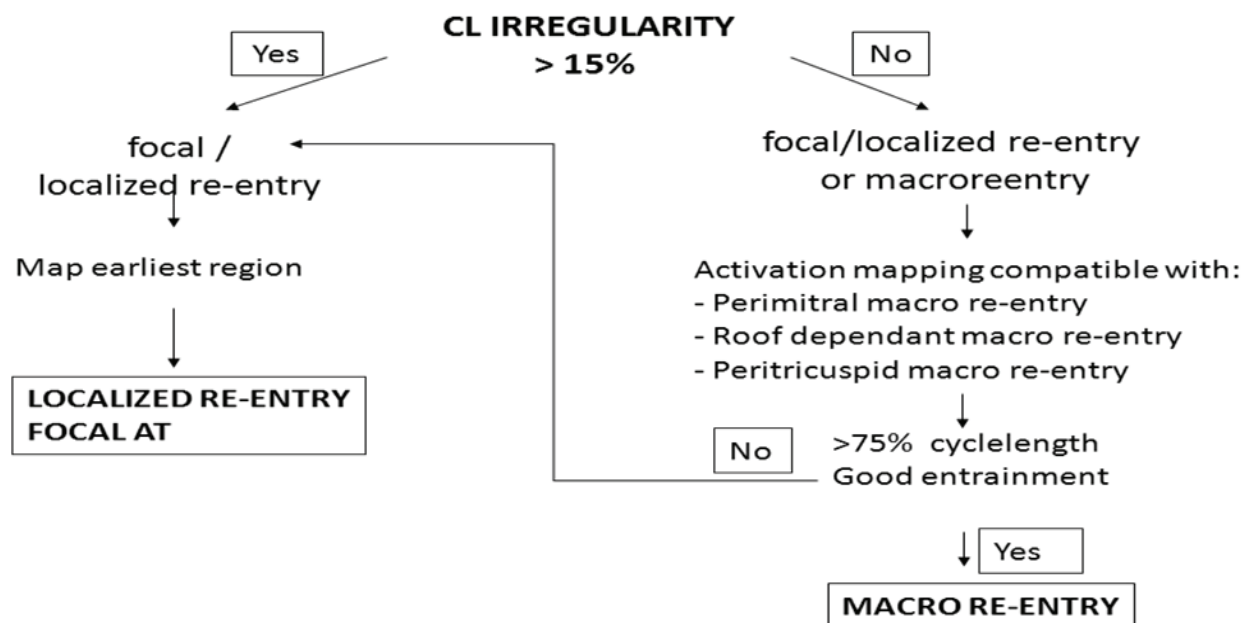 CL IRREGULARITY
> 15%
Yes
No
focal /
localized re-entry
Map earliest region
LOCALIZED RE-ENTRY
FOCAL AT
focal/localized re-entry
or macroreentry
Activation mapping compatible with:
- Perimitral macro re-entry
- Roof dependant macro re-entry
- Peritricuspid macro re-entry
No
>75% cyclelength
Good entrainment
Yes
MACRO RE-ENTRY